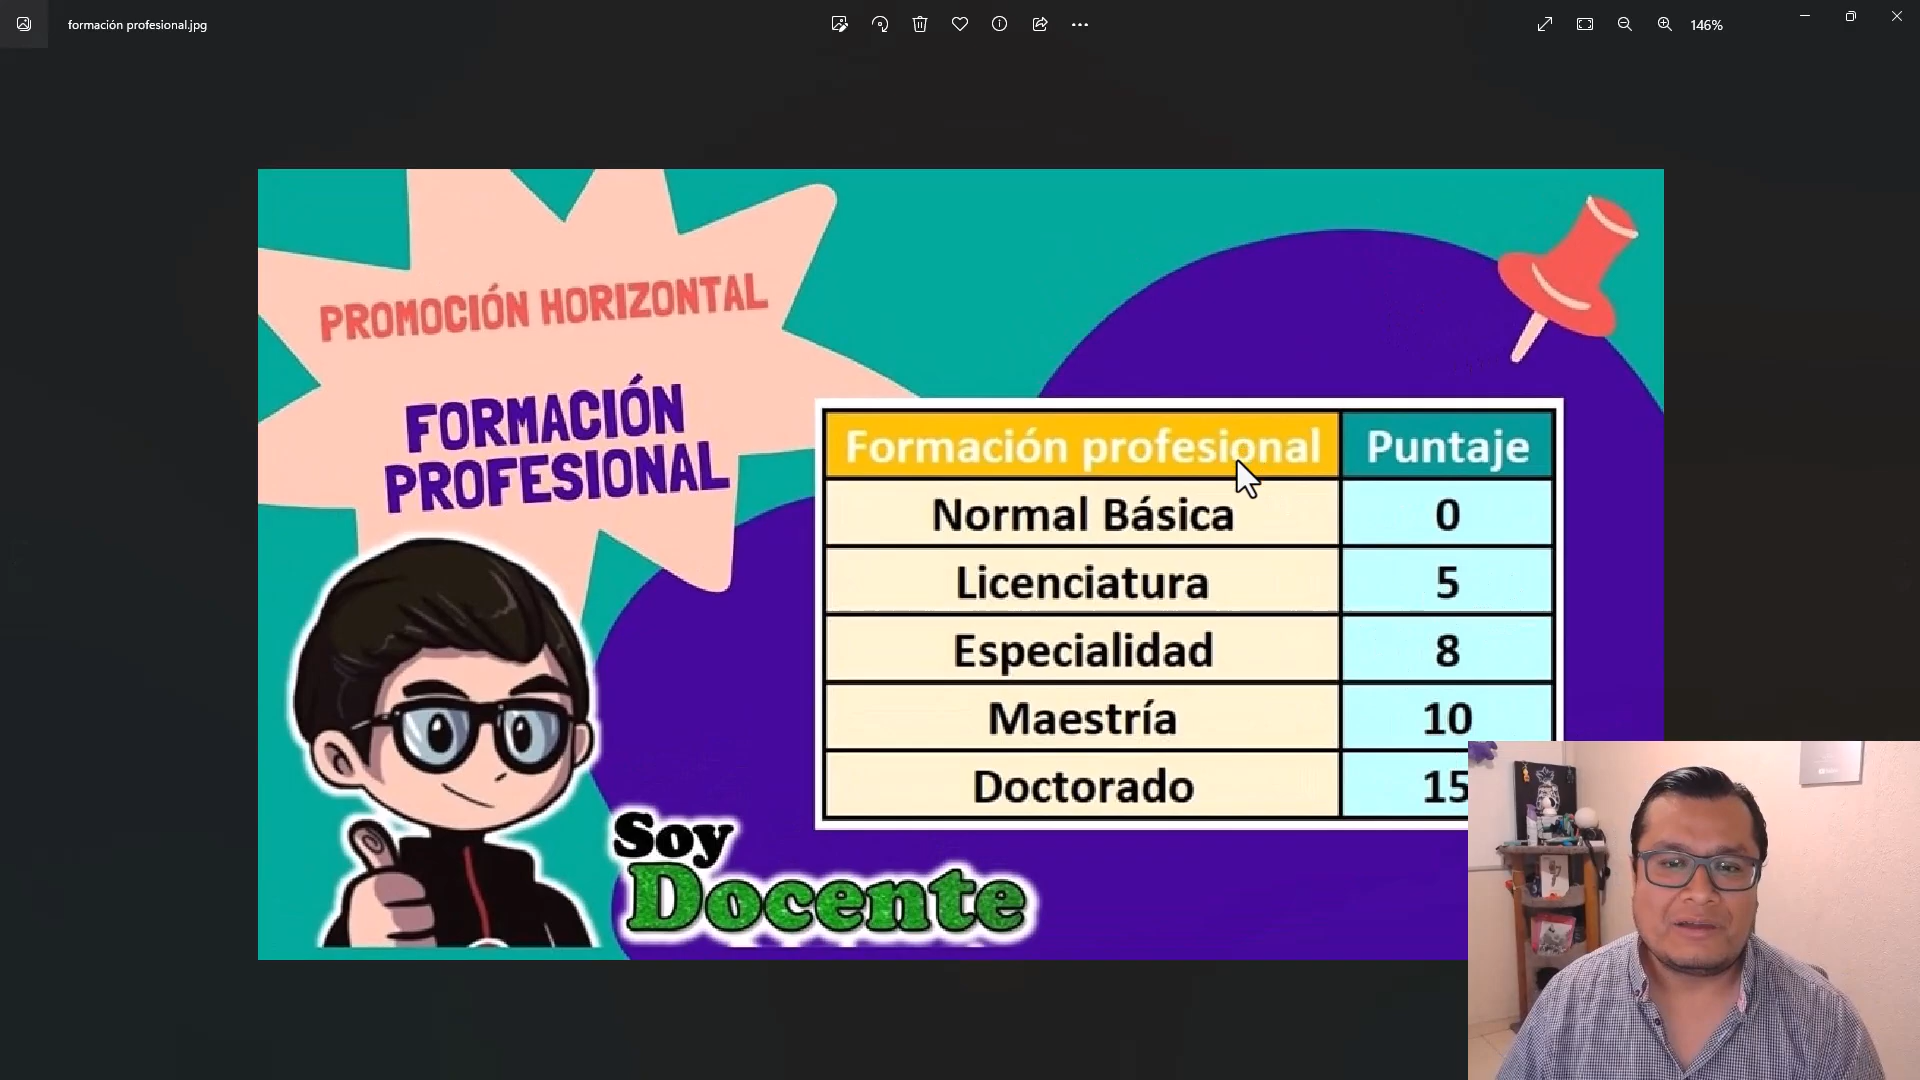 formación profesional.jpg
146%
PROMOCIÓN HORIZONTAL
FORMACIÓN
PROFESIONAL
Formación profesional Puntaje
Normal Básica 0
Licenciatura 5
Especialidad 8
Maestría 10
Doctorado 15
Soy
Docente